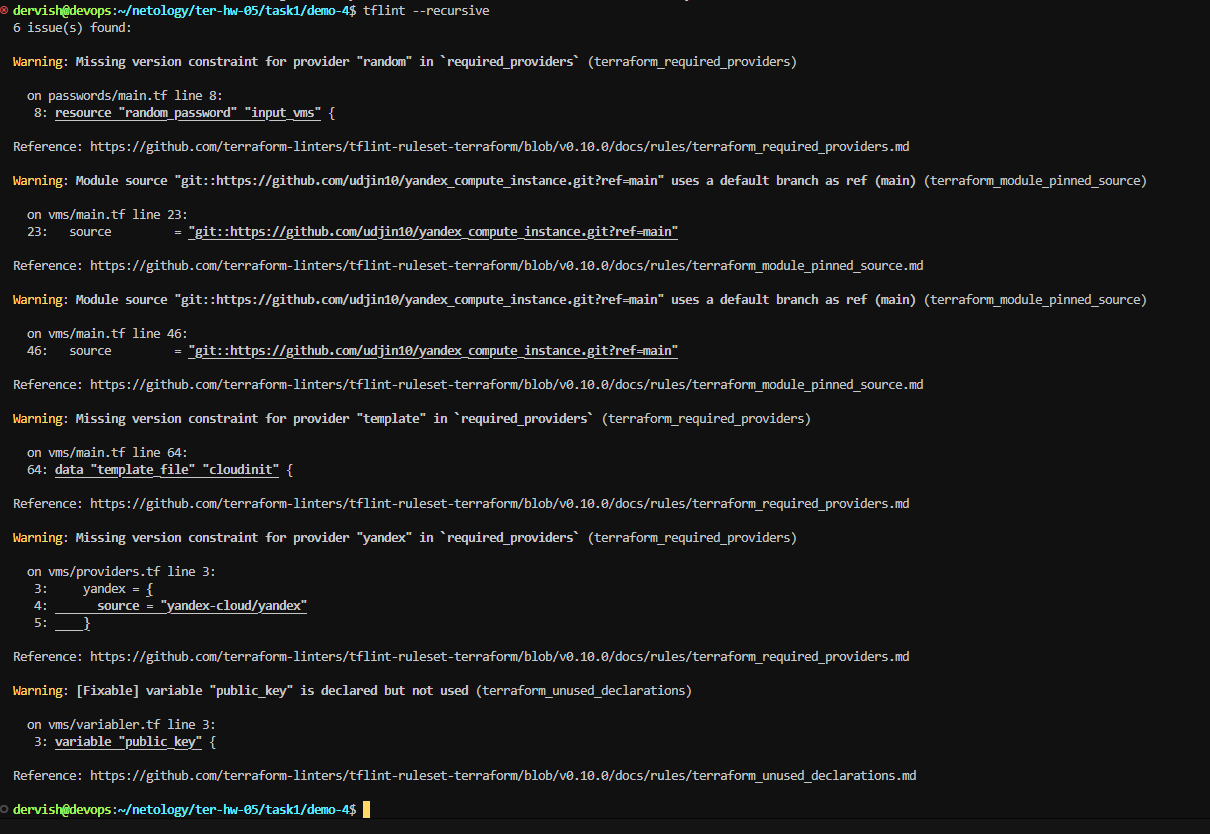 dervish@devops:~/netology/ter-hw-05/task1/demo-4$ tflint --recursive
6 issue(s) found:
Warning: Missing version constraint for provider "random" in `required_providers` (terraform_required_providers)
on passwords/main.tf line 8:
8: resource "random_password" "input_vms" {
Reference: https://github.com/terraform-linters/tflint-ruleset-terraform/blob/v0.10.0/docs/rules/terraform_required_providers.md
Warning: Module source "git::https://github.com/udjin10/yandex_compute_instance.git?ref=main" uses a default branch as ref (main) (terraform_module_pinned_source)
on vms/main.tf line 23:
23:   source         = "git::https://github.com/udjin10/yandex_compute_instance.git?ref=main"
Reference: https://github.com/terraform-linters/tflint-ruleset-terraform/blob/v0.10.0/docs/rules/terraform_module_pinned_source.md
Warning: Module source "git::https://github.com/udjin10/yandex_compute_instance.git?ref=main" uses a default branch as ref (main) (terraform_module_pinned_source)
on vms/main.tf line 46:
46:   source         = "git::https://github.com/udjin10/yandex_compute_instance.git?ref=main"
Reference: https://github.com/terraform-linters/tflint-ruleset-terraform/blob/v0.10.0/docs/rules/terraform_module_pinned_source.md
Warning: Missing version constraint for provider "template" in `required_providers` (terraform_required_providers)
on vms/main.tf line 64:
64: data "template_file" "cloudinit" {
Reference: https://github.com/terraform-linters/tflint-ruleset-terraform/blob/v0.10.0/docs/rules/terraform_required_providers.md
Warning: Missing version constraint for provider "yandex" in `required_providers` (terraform_required_providers)
on vms/providers.tf line 3:
3:     yandex = {
4:       source = "yandex-cloud/yandex"
5:     }
Reference: https://github.com/terraform-linters/tflint-ruleset-terraform/blob/v0.10.0/docs/rules/terraform_required_providers.md
Warning: [Fixable] variable "public_key" is declared but not used (terraform_unused_declarations)
on vms/variabler.tf line 3:
3: variable "public_key" {
Reference: https://github.com/terraform-linters/tflint-ruleset-terraform/blob/v0.10.0/docs/rules/terraform_unused_declarations.md
dervish@devops:~/netology/ter-hw-05/task1/demo-4$